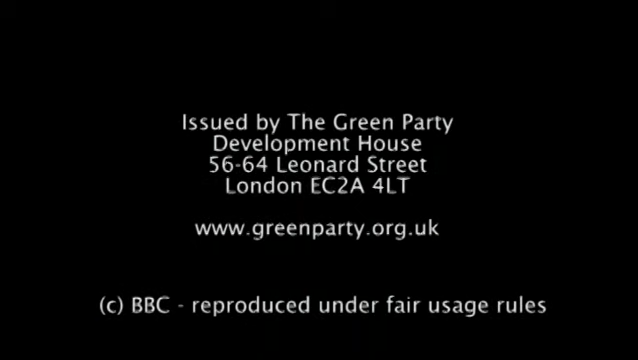 Issued by The Green Party
Development House
56-64 Leonard Street
London EC2A 4LT
www.greenparty.org.uk
(c) BBC - reproduced under fair usage rules